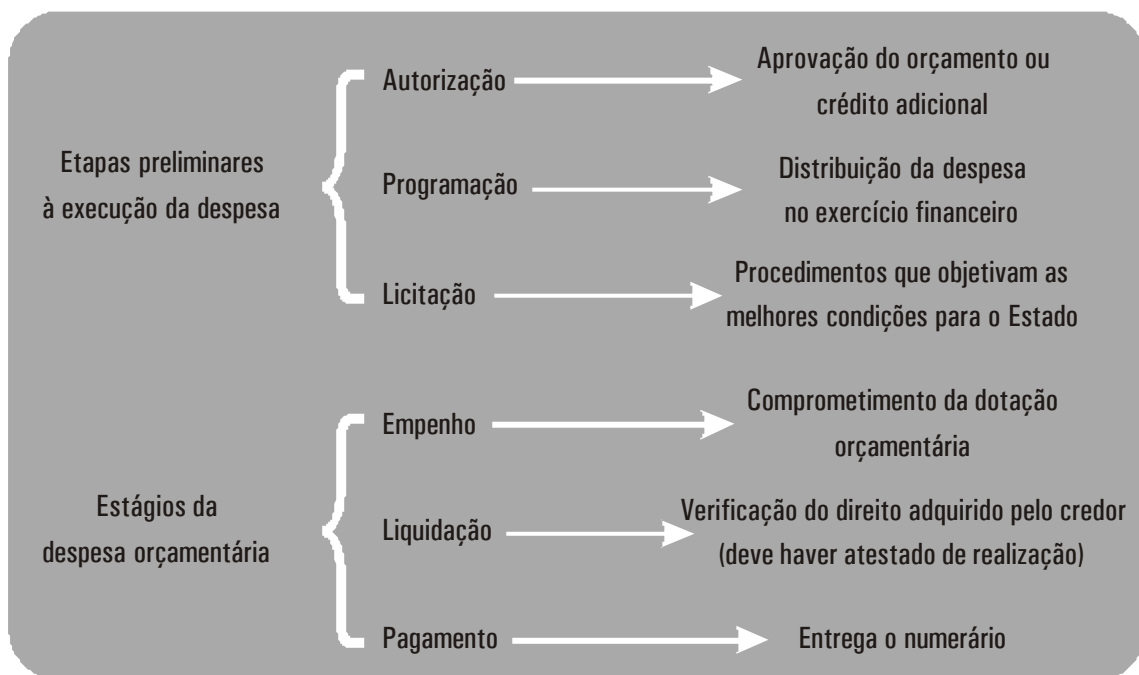 Etapas preliminares
à execução da despesa
Autorização
Aprovação do orçamento ou
crédito adicional
Programação
Distribuição da despesa
no exercício financeiro
Licitação
Procedimentos que objetivam as
melhores condições para o Estado
Estágios da
despesa orçamentária
Empenho
Comprometimento da dotação
orçamentária
Liquidação
Verificação do direito adquirido pelo credor
(deve haver atestado de realização)
Pagamento
Entrega o numerário